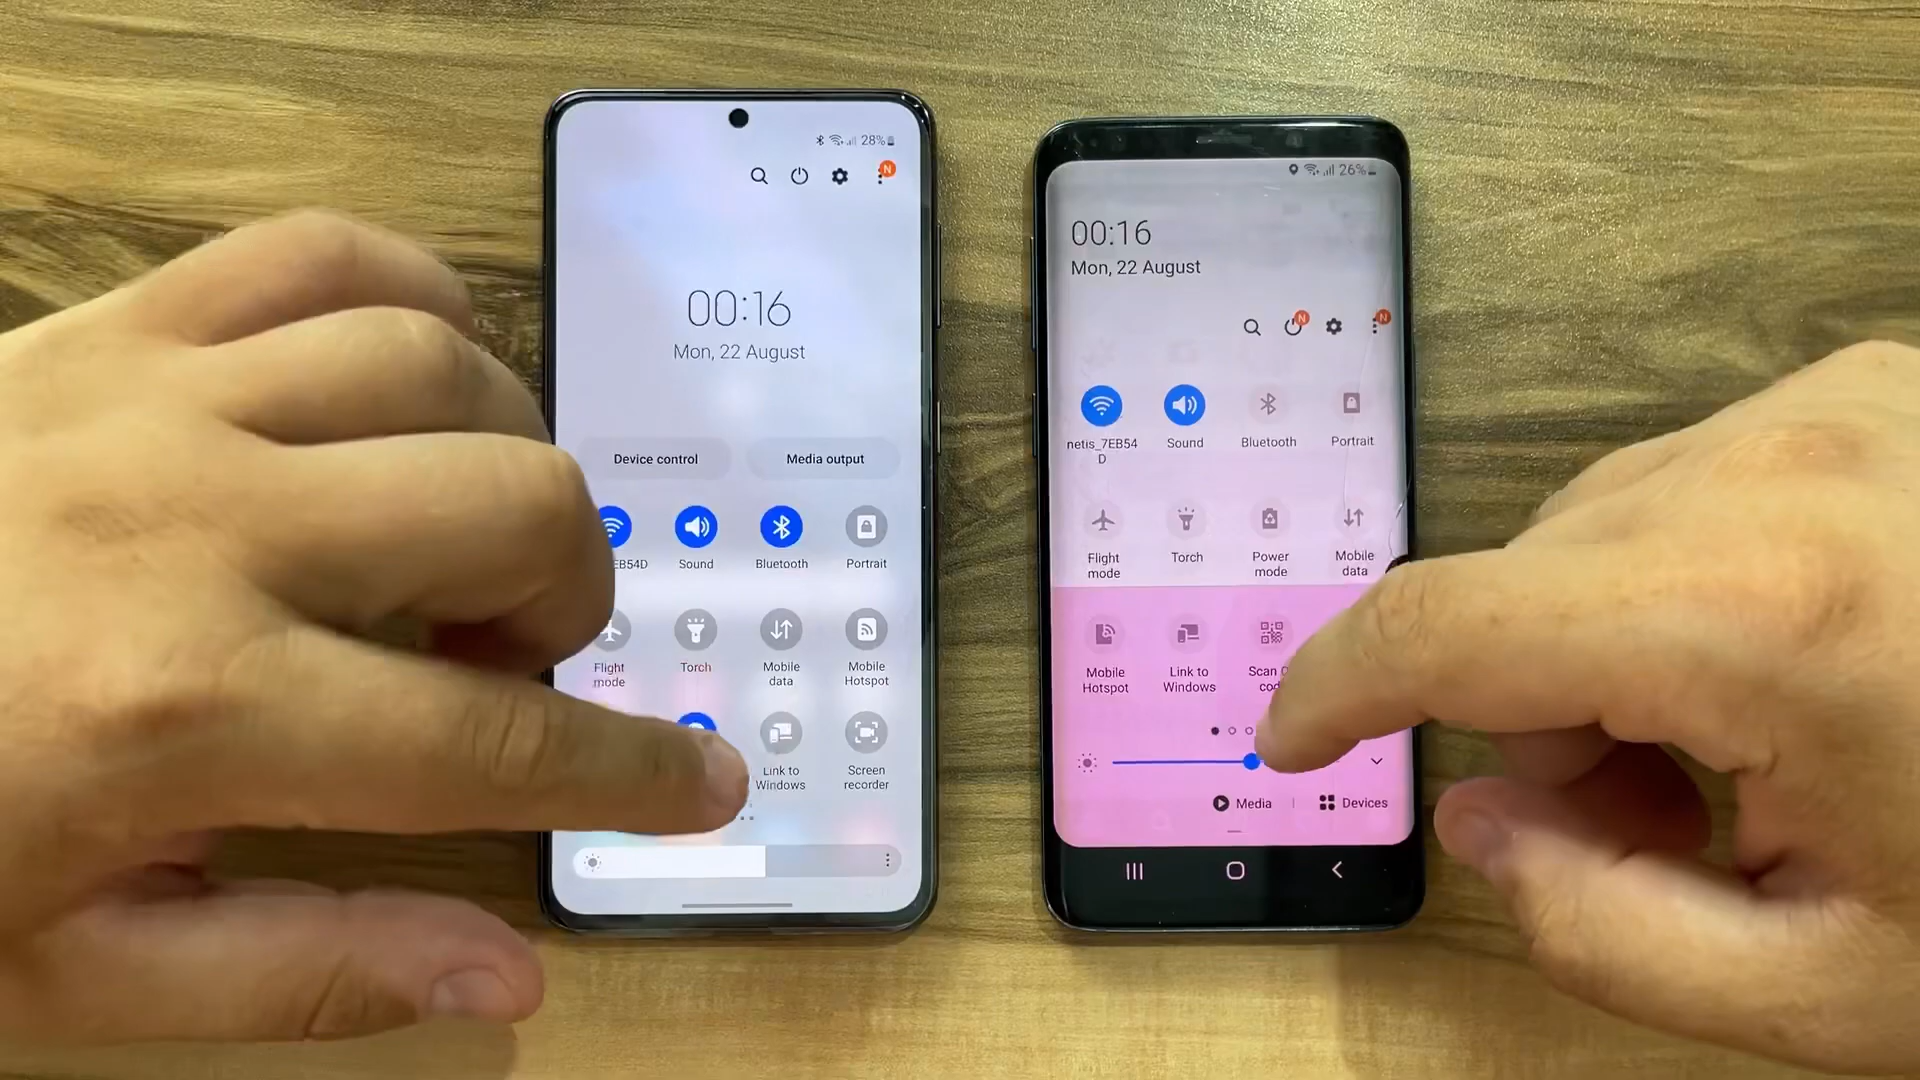 28%
N
00:16
Mon, 22 August
Device control
Media output
EB54D
Sound
Bluetooth
Portrait
Flight
mode
Torch
Mobile
data
Mobile
Hotspot
Link to
Windows
Screen
recorder
26%
00:16
Mon, 22 August
N
N
netis_7EB54
D
Sound
Bluetooth
Portrait
Flight
mode
Torch
Power
mode
Mobile
data
Mobile
Hotspot
Link to
Windows
Scan
Media
Devices